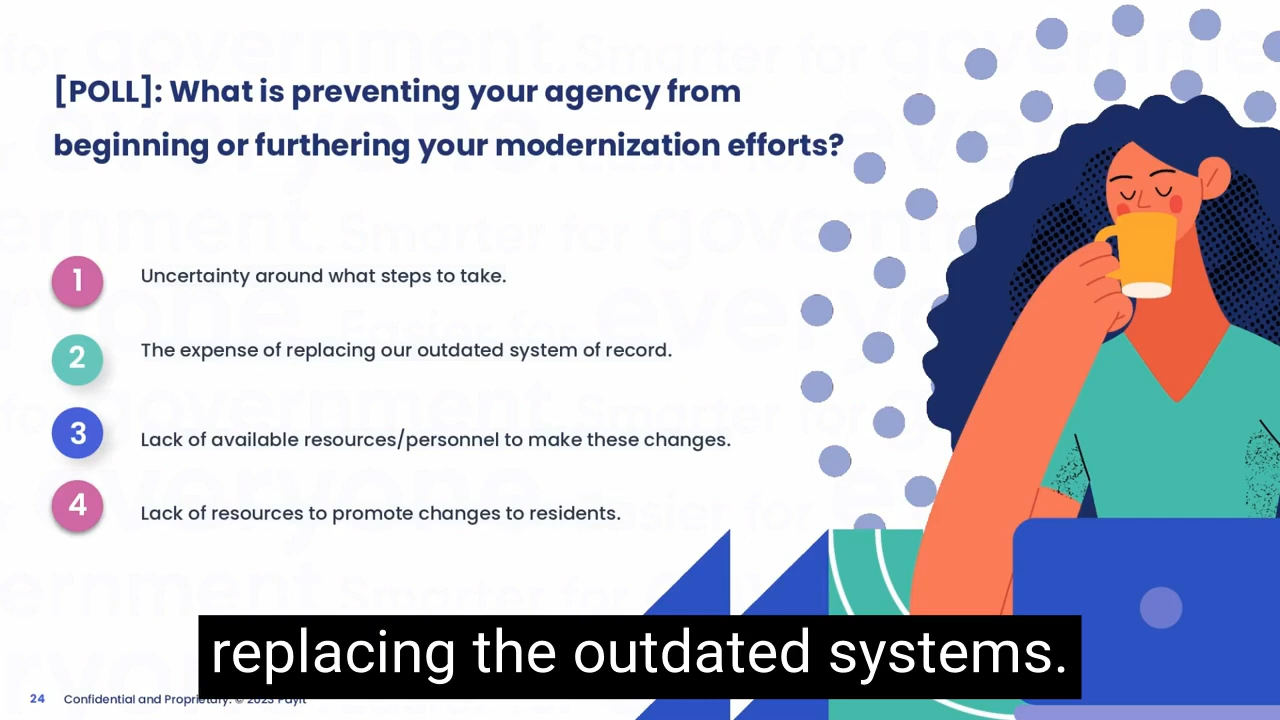 [POLL]: What is preventing your agency from
beginning or furthering your modernization efforts?
1 Uncertainty around what steps to take.
2 The expense of replacing our outdated system of record.
3 Lack of available resources/personnel to make these changes.
4 Lack of resources to promote changes to residents.
replacing the outdated systems.
24 Confidential and Proprietary. © 2023 PayIt